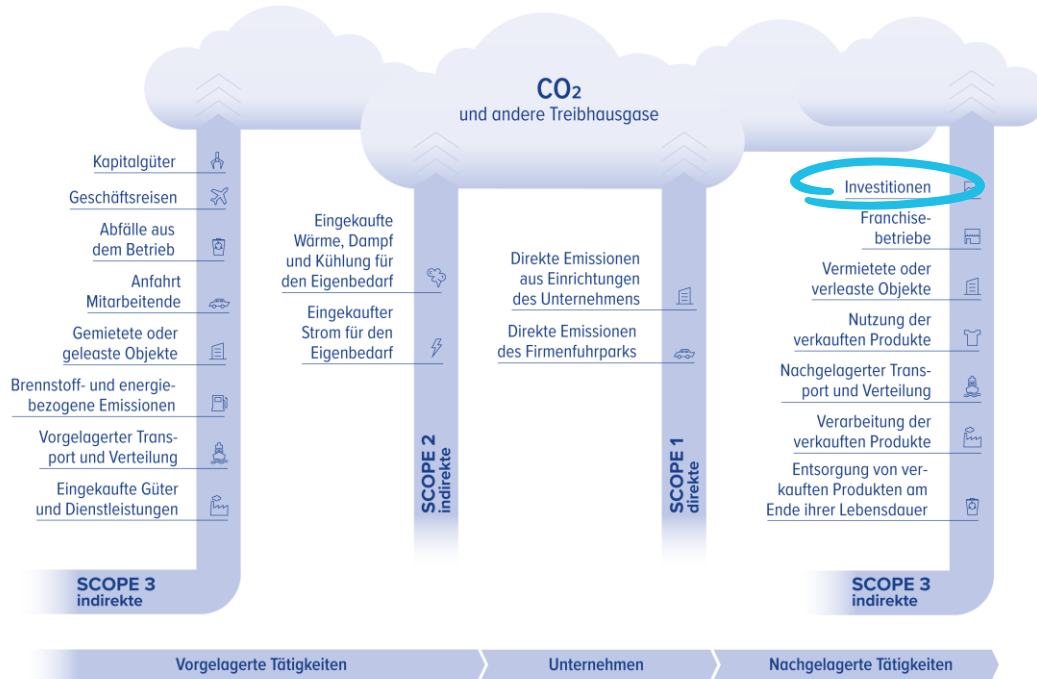 CO₂
und andere Treibhausgase
Kapitalgüter
Geschäftsreisen
Abfälle aus
dem Betrieb
Anfahrt
Mitarbeitende
Gemietete oder
geleaste Objekte
Brennstoff- und energie-
bezogene Emissionen
Vorgelagerter Trans-
port und Verteilung
Eingekaufte Güter
und Dienstleistungen
SCOPE 3
indirekte
Eingekaufte
Wärme, Dampf
und Kühlung für
den Eigenbedarf
Eingekaufter
Strom für den
Eigenbedarf
SCOPE 2
indirekte
Direkte Emissionen
aus Einrichtungen
des Unternehmens
Direkte Emissionen
des Firmenfuhrparks
SCOPE 1
direkte
Investitionen
Franchise-
betriebe
Vermietete oder
verleaste Objekte
Nutzung der
verkauften Produkte
Nachgelagerter Trans-
port und Verteilung
Verarbeitung der
verkauften Produkte
Entsorgung von ver-
kauften Produkten am
Ende ihrer Lebensdauer
SCOPE 3
indirekte
Vorgelagerte Tätigkeiten
Unternehmen
Nachgelagerte Tätigkeiten